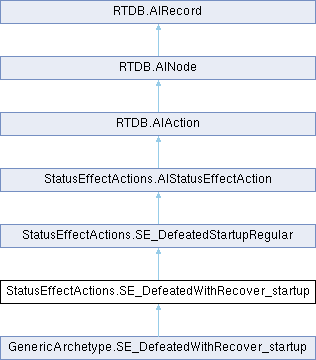 RTDB.AIRecord
RTDB.AINode
RTDB.AIAction
StatusEffectActions.AIStatusEffectAction
StatusEffectActions.SE_DefeatedStartupRegular
StatusEffectActions.SE_DefeatedWithRecover_startup
GenericArchetype.SE_DefeatedWithRecover_startup